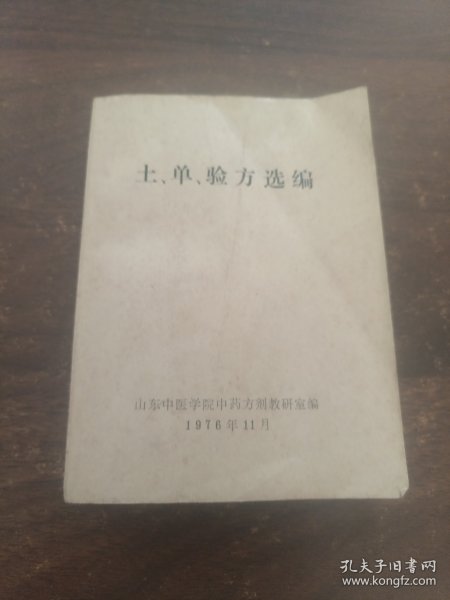 土、单、验方选编
山东中医学院中药方剂教研室编
1976年11月
孔夫子旧书网
www.kongfz.com